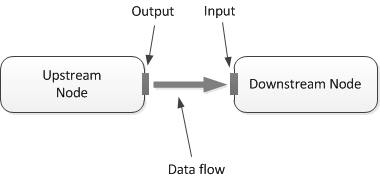 Output
Input
Upstream
Node
Downstream Node
Data flow